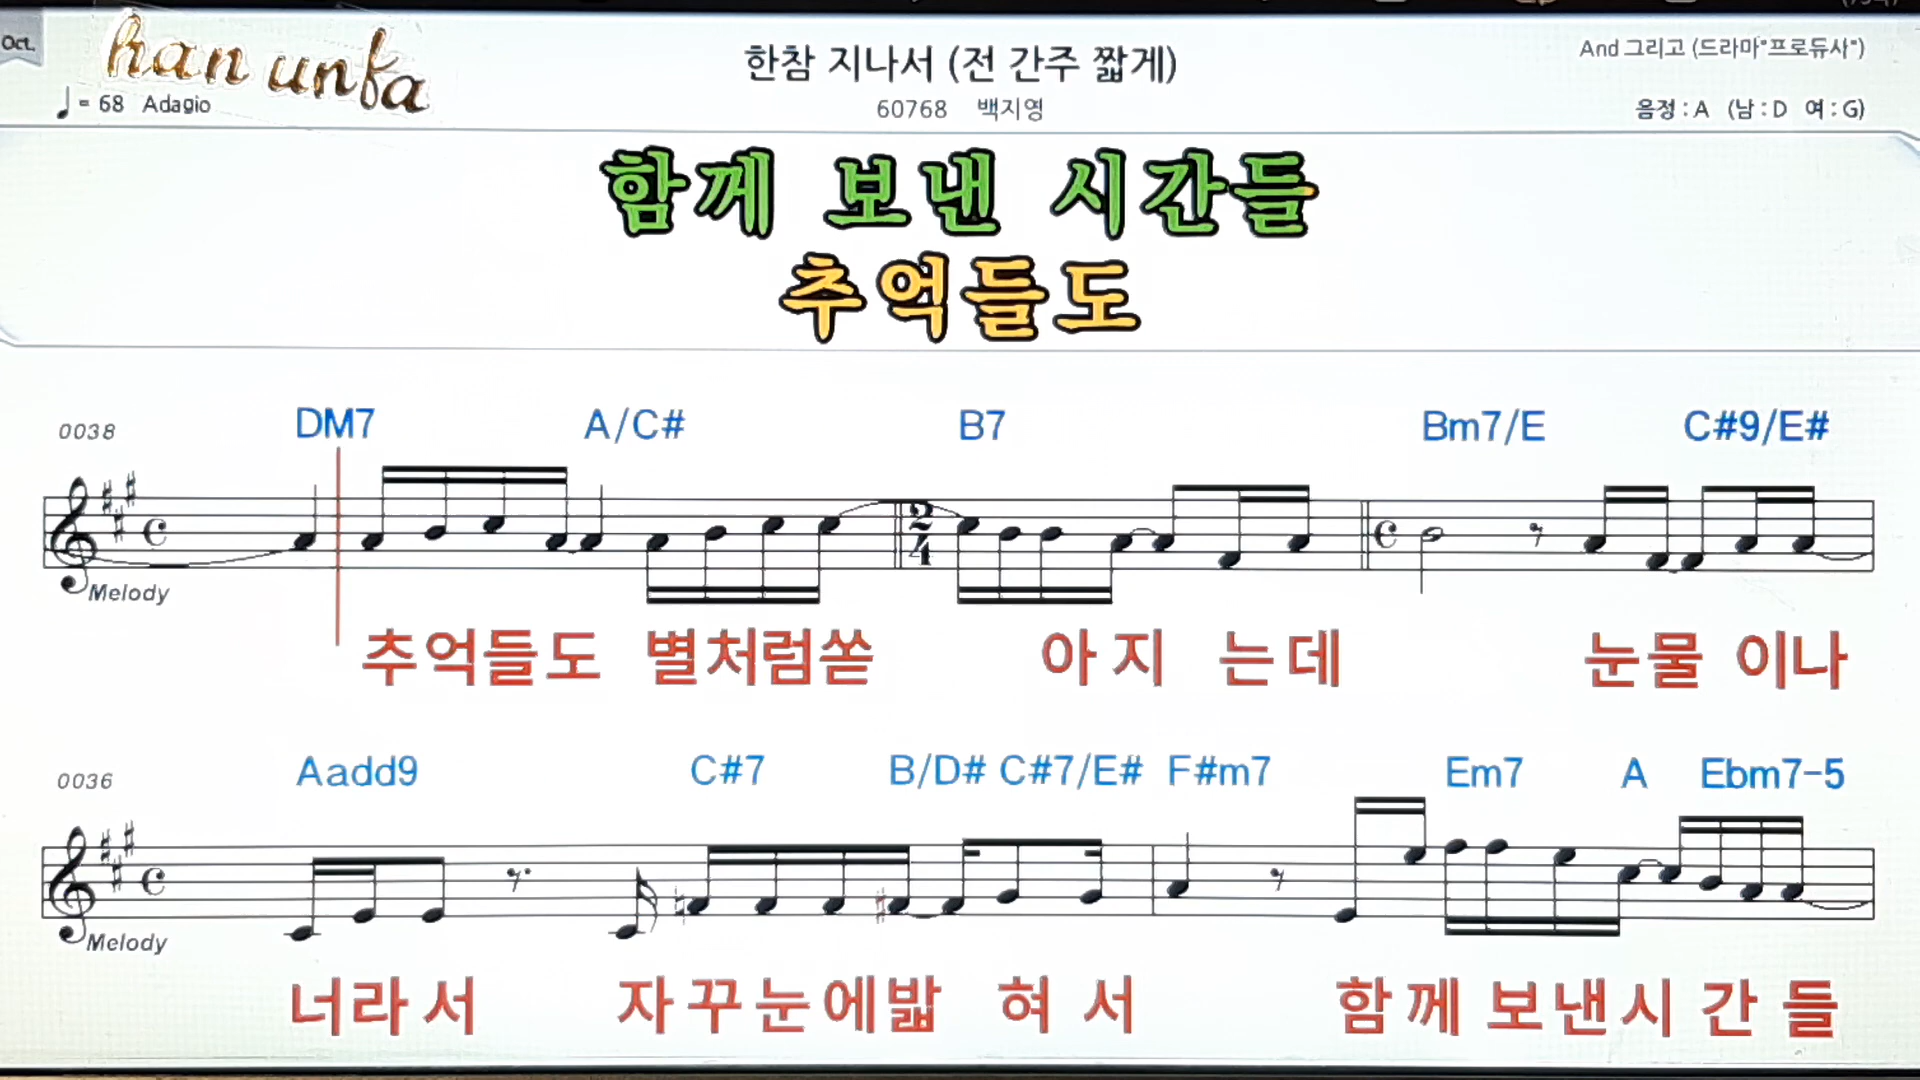 Oct.
han unfa
♩= 68 Adagio
한참 지나서 (전 간주 짧게)
60768 백지영
And 그리고 (드라마"프로듀사")
음정 : A (남 : D 여 : G)
함께 보낸 시간들
추억들도
0038 DM7 A/C# B7 Bm7/E C#9/E#
2
4
Melody
추억들도 별처럼쏟 아지 는데 눈물 이나
0036 Aadd9 C#7 B/D# C#7/E# F#m7 Em7 A Ebm7-5
Melody
너라서 자꾸눈에밟 혀 서 함께 보낸시 간 들